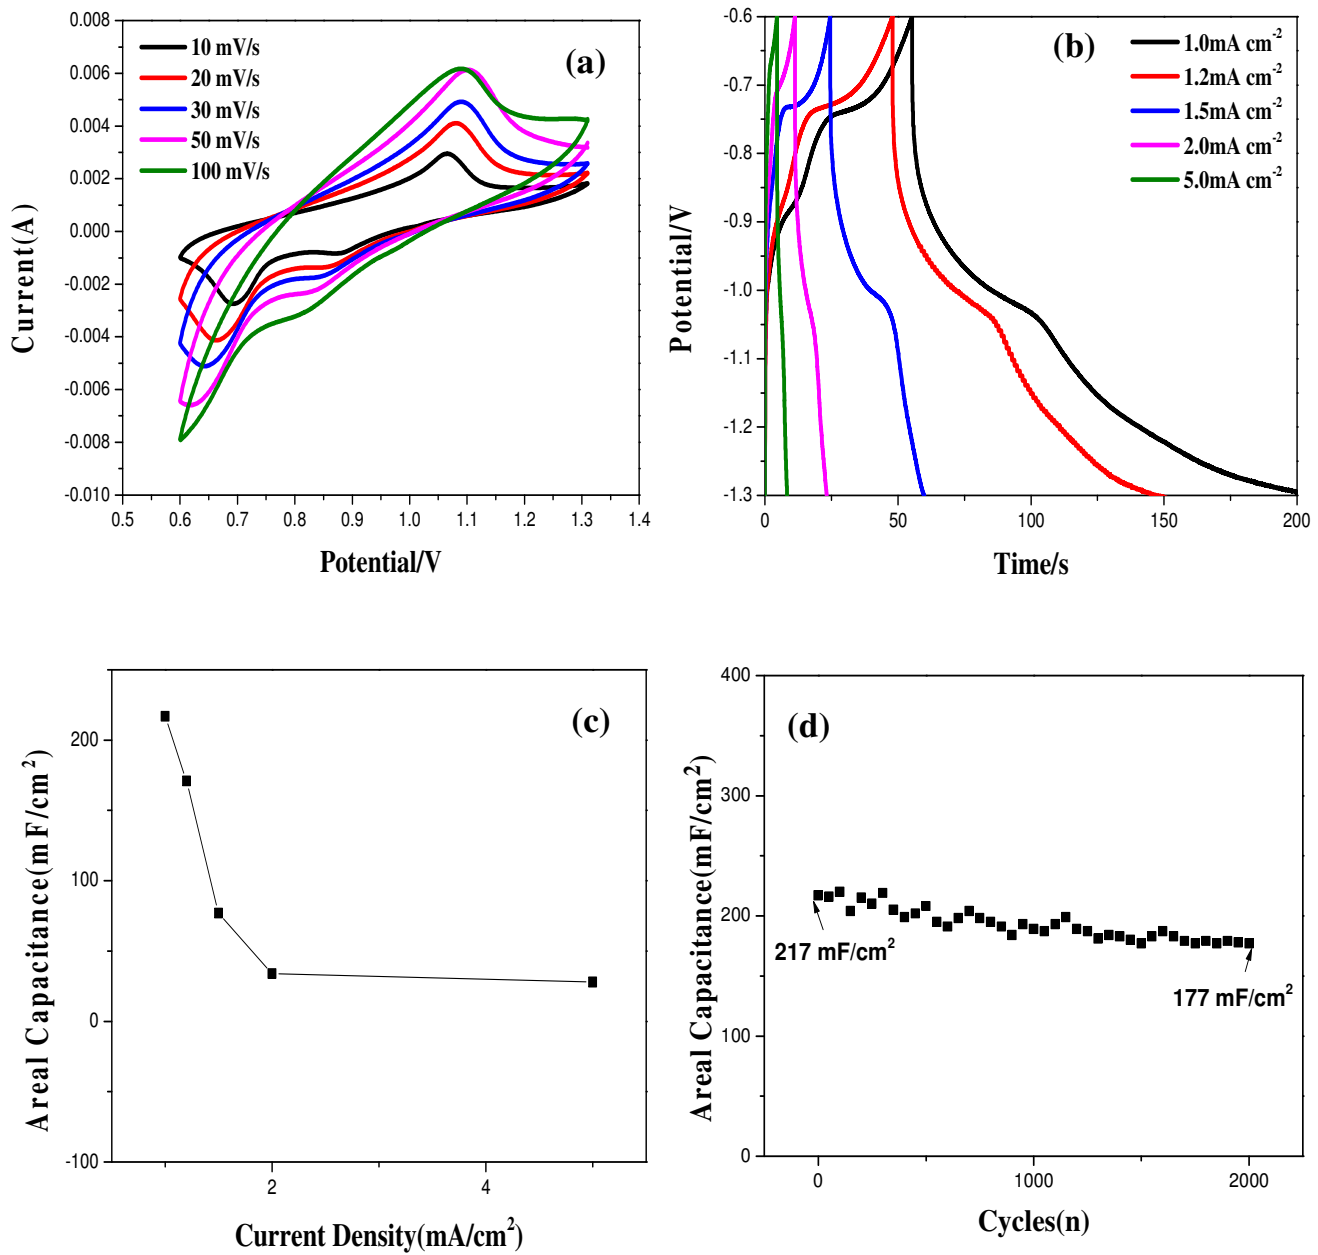 (a)
10 mV/s
20 mV/s
30 mV/s
50 mV/s
100 mV/s
0.008
0.006
0.004
0.002
0.000
-0.002
-0.004
-0.006
-0.008
-0.010
0.5 0.6 0.7 0.8 0.9 1.0 1.1 1.2 1.3 1.4
Current(A)
Potential/V
(b)
1.0mA cm⁻²
1.2mA cm⁻²
1.5mA cm⁻²
2.0mA cm⁻²
5.0mA cm⁻²
-0.6
-0.7
-0.8
-0.9
-1.0
-1.1
-1.2
-1.3
0 50 100 150 200
Potential/V
Time/s
(c)
200
100
0
-100
2 4
Areal Capacitance(mF/cm²)
Current Density(mA/cm²)
(d)
400
300
200
100
0
217 mF/cm²
177 mF/cm²
0 1000 2000
Areal Capacitance(mF/cm²)
Cycles(n)